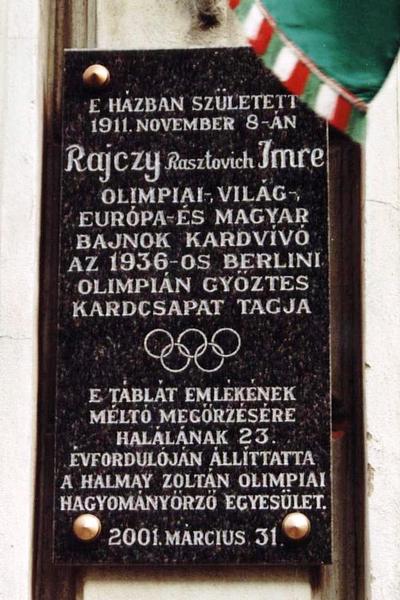 E HÁZBAN SZÜLETETT
1911. NOVEMBER 8-ÁN
Rajczy Rasztovich Imre
OLIMPIAI-, VILÁG-,
EURÓPA- ÉS MAGYAR
BAJNOK KARDVÍVÓ
AZ 1936-OS BERLINI
OLIMPIÁN GYŐZTES
KARDCSAPAT TAGJA
E TÁBLÁT EMLÉKÉNEK
MÉLTÓ MEGŐRZÉSÉRE
HALÁLÁNAK 23.
ÉVFORDULÓJÁN ÁLLÍTTATTA
A HALMAY ZOLTÁN OLIMPIAI
HAGYOMÁNYŐRZŐ EGYESÜLET.
2001. MÁRCIUS 31.